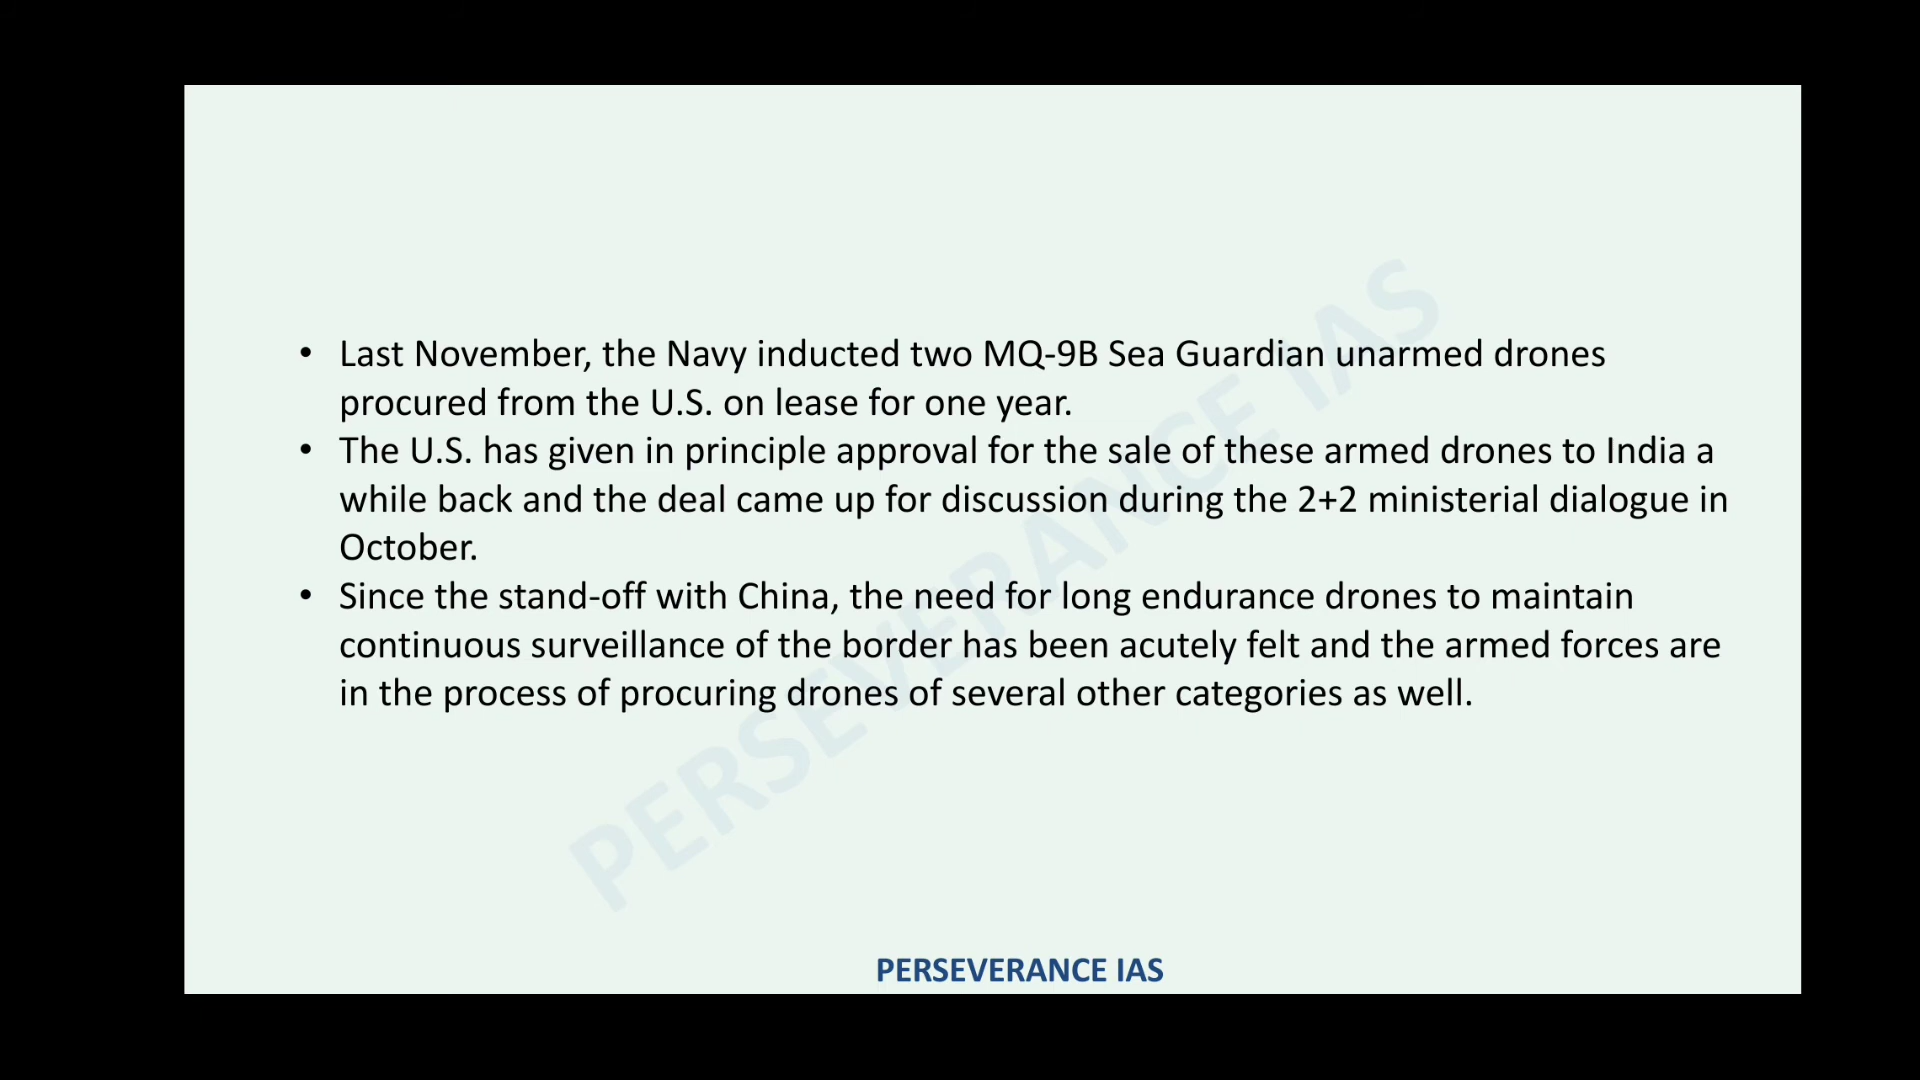 • Last November, the Navy inducted two MQ-9B Sea Guardian unarmed drones
procured from the U.S. on lease for one year.
• The U.S. has given in principle approval for the sale of these armed drones to India a
while back and the deal came up for discussion during the 2+2 ministerial dialogue in
October.
• Since the stand-off with China, the need for long endurance drones to maintain
continuous surveillance of the border has been acutely felt and the armed forces are
in the process of procuring drones of several other categories as well.
PERSEVERANCE IAS
PERSEVERANCE IAS